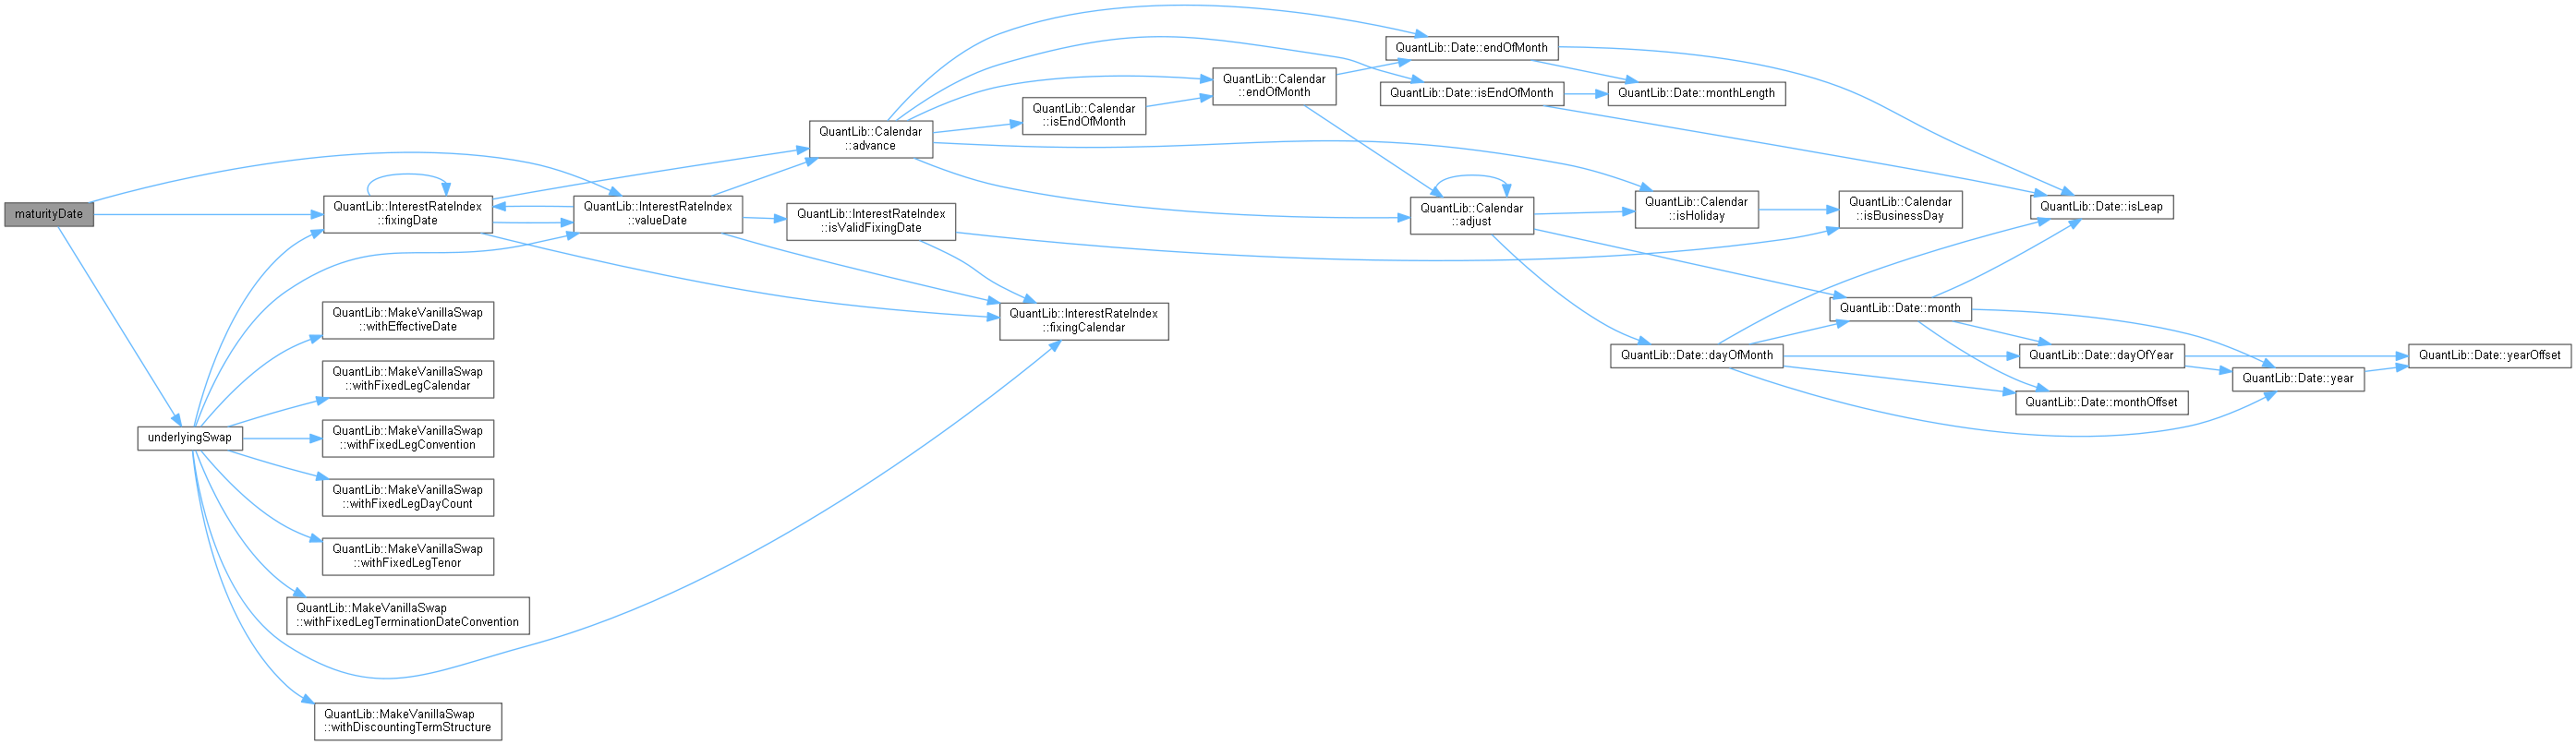 maturityDate
underlyingSwap
QuantLib::InterestRateIndex
::fixingDate
QuantLib::MakeVanillaSwap
::withEffectiveDate
QuantLib::MakeVanillaSwap
::withFixedLegCalendar
QuantLib::MakeVanillaSwap
::withFixedLegConvention
QuantLib::MakeVanillaSwap
::withFixedLegDayCount
QuantLib::MakeVanillaSwap
::withFixedLegTenor
QuantLib::MakeVanillaSwap
::withFixedLegTerminationDateConvention
QuantLib::MakeVanillaSwap
::withDiscountingTermStructure
QuantLib::InterestRateIndex
::valueDate
QuantLib::Calendar
::advance
QuantLib::InterestRateIndex
::isValidFixingDate
QuantLib::InterestRateIndex
::fixingCalendar
QuantLib::Calendar
::isEndOfMonth
QuantLib::Calendar
::endOfMonth
QuantLib::Date::endOfMonth
QuantLib::Date::isEndOfMonth
QuantLib::Calendar
::adjust
QuantLib::Date::monthLength
QuantLib::Calendar
::isHoliday
QuantLib::Calendar
::isBusinessDay
QuantLib::Date::isLeap
QuantLib::Date::month
QuantLib::Date::dayOfMonth
QuantLib::Date::dayOfYear
QuantLib::Date::monthOffset
QuantLib::Date::year
QuantLib::Date::yearOffset